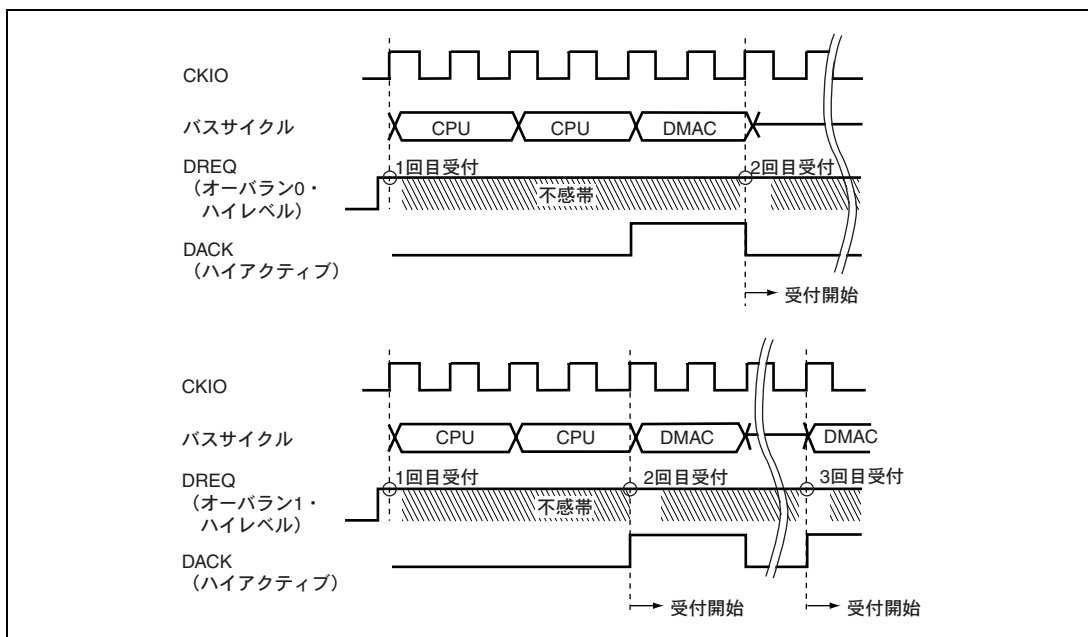 CKIO
バスサイクル
CPU
CPU
DMAC
DREQ
(オーバラン0・
ハイレベル)
1回目受付
2回目受付
不感帯
DACK
(ハイアクティブ)
受付開始
CKIO
バスサイクル
CPU
CPU
DMAC
DMAC
DREQ
(オーバラン1・
ハイレベル)
1回目受付
2回目受付
3回目受付
不感帯
DACK
(ハイアクティブ)
受付開始
受付開始